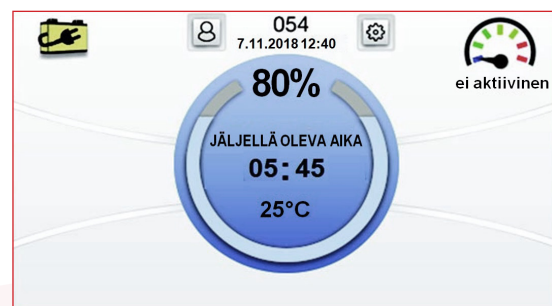 054
7.11.2018 12:40
ei aktiivinen
80%
JÄLJELLÄ OLEVA AIKA
05:45
25°C